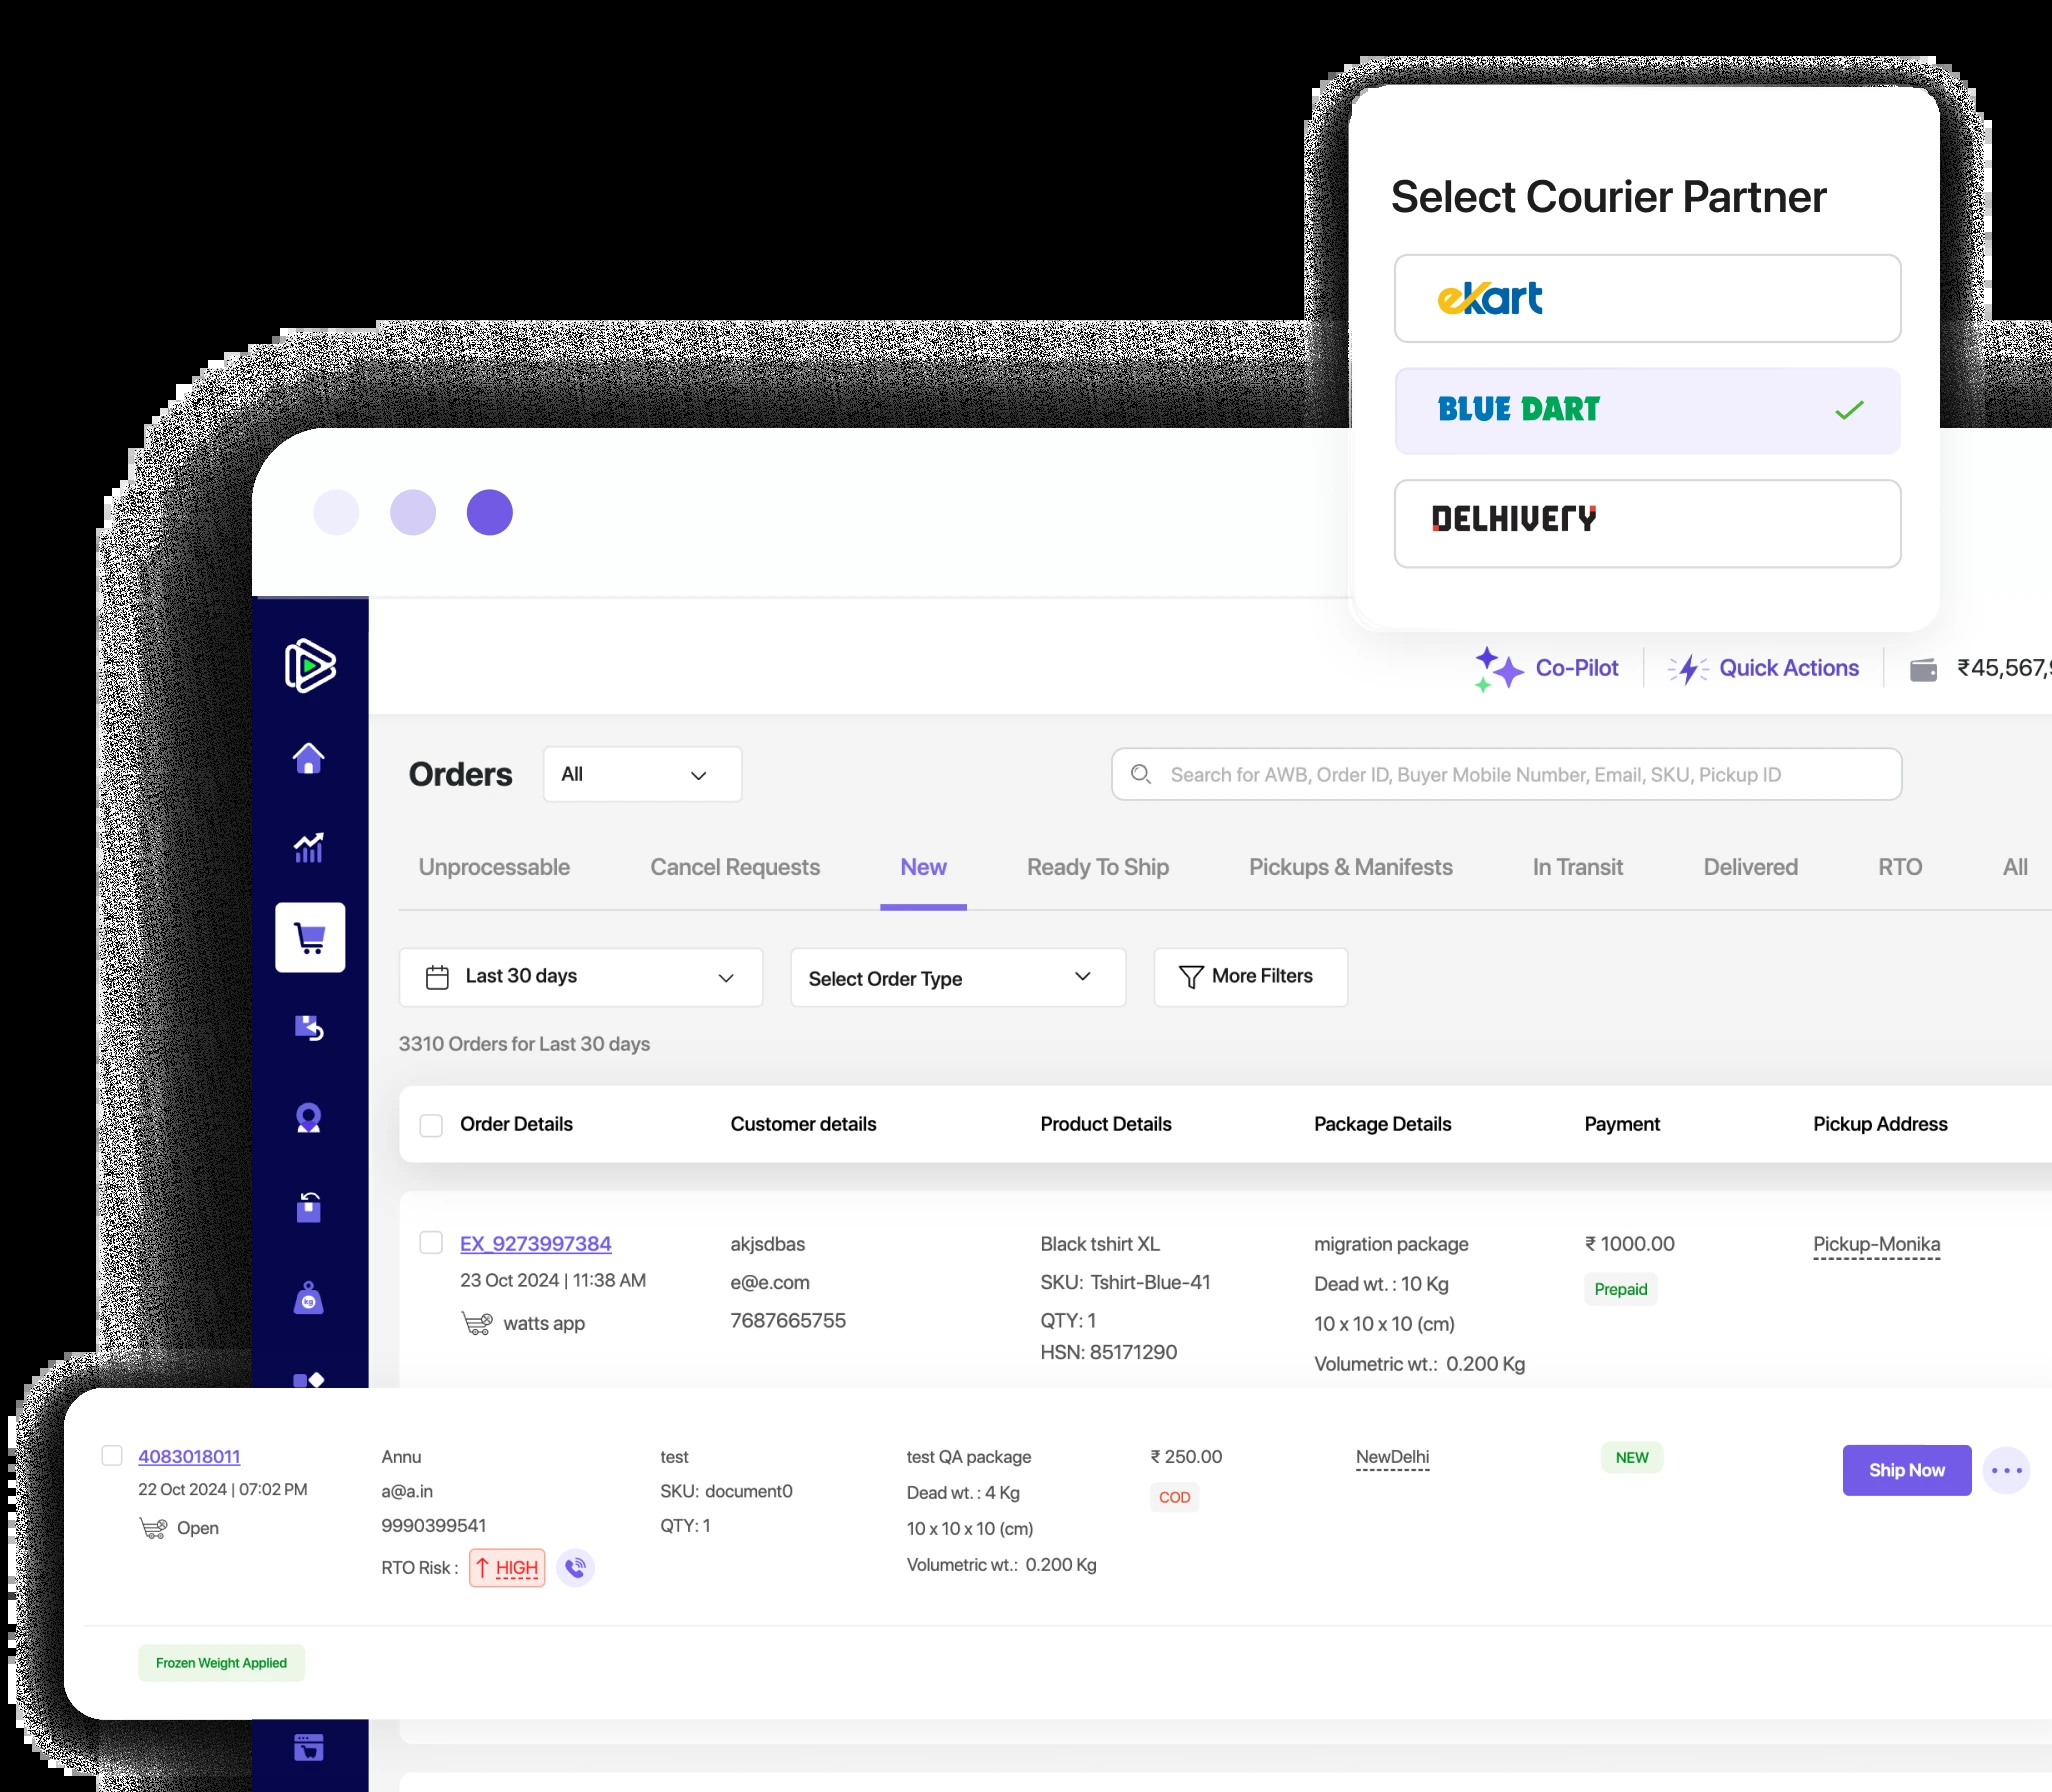 Select Courier Partner
ekart
BLUE DART
DELHIVERY
Co-Pilot
Quick Actions
₹45,567,9
Orders
All
Search for AWB, Order ID, Buyer Mobile Number, Email, SKU, Pickup ID
Unprocessable
Cancel Requests
New
Ready To Ship
Pickups & Manifests
In Transit
Delivered
RTO
All
Last 30 days
Select Order Type
More Filters
3310 Orders for Last 30 days
Order Details
Customer details
Product Details
Package Details
Payment
Pickup Address
EX_9273997384
23 Oct 2024 | 11:38 AM
watts app
akjsdbas
e@e.com
7687665755
Black tshirt XL
SKU: Tshirt-Blue-41
QTY: 1
HSN: 85171290
migration package
Dead wt. : 10 Kg
10 x 10 x 10 (cm)
Volumetric wt.: 0.200 Kg
₹ 1000.00
Prepaid
Pickup-Monika
kg
4083018011
22 Oct 2024 | 07:02 PM
Open
Annu
a@a.in
9990399541
RTO Risk : HIGH
test
SKU: document0
QTY: 1
test QA package
Dead wt. : 4 Kg
10 x 10 x 10 (cm)
Volumetric wt.: 0.200 Kg
₹ 250.00
COD
NewDelhi
NEW
Ship Now
Frozen Weight Applied